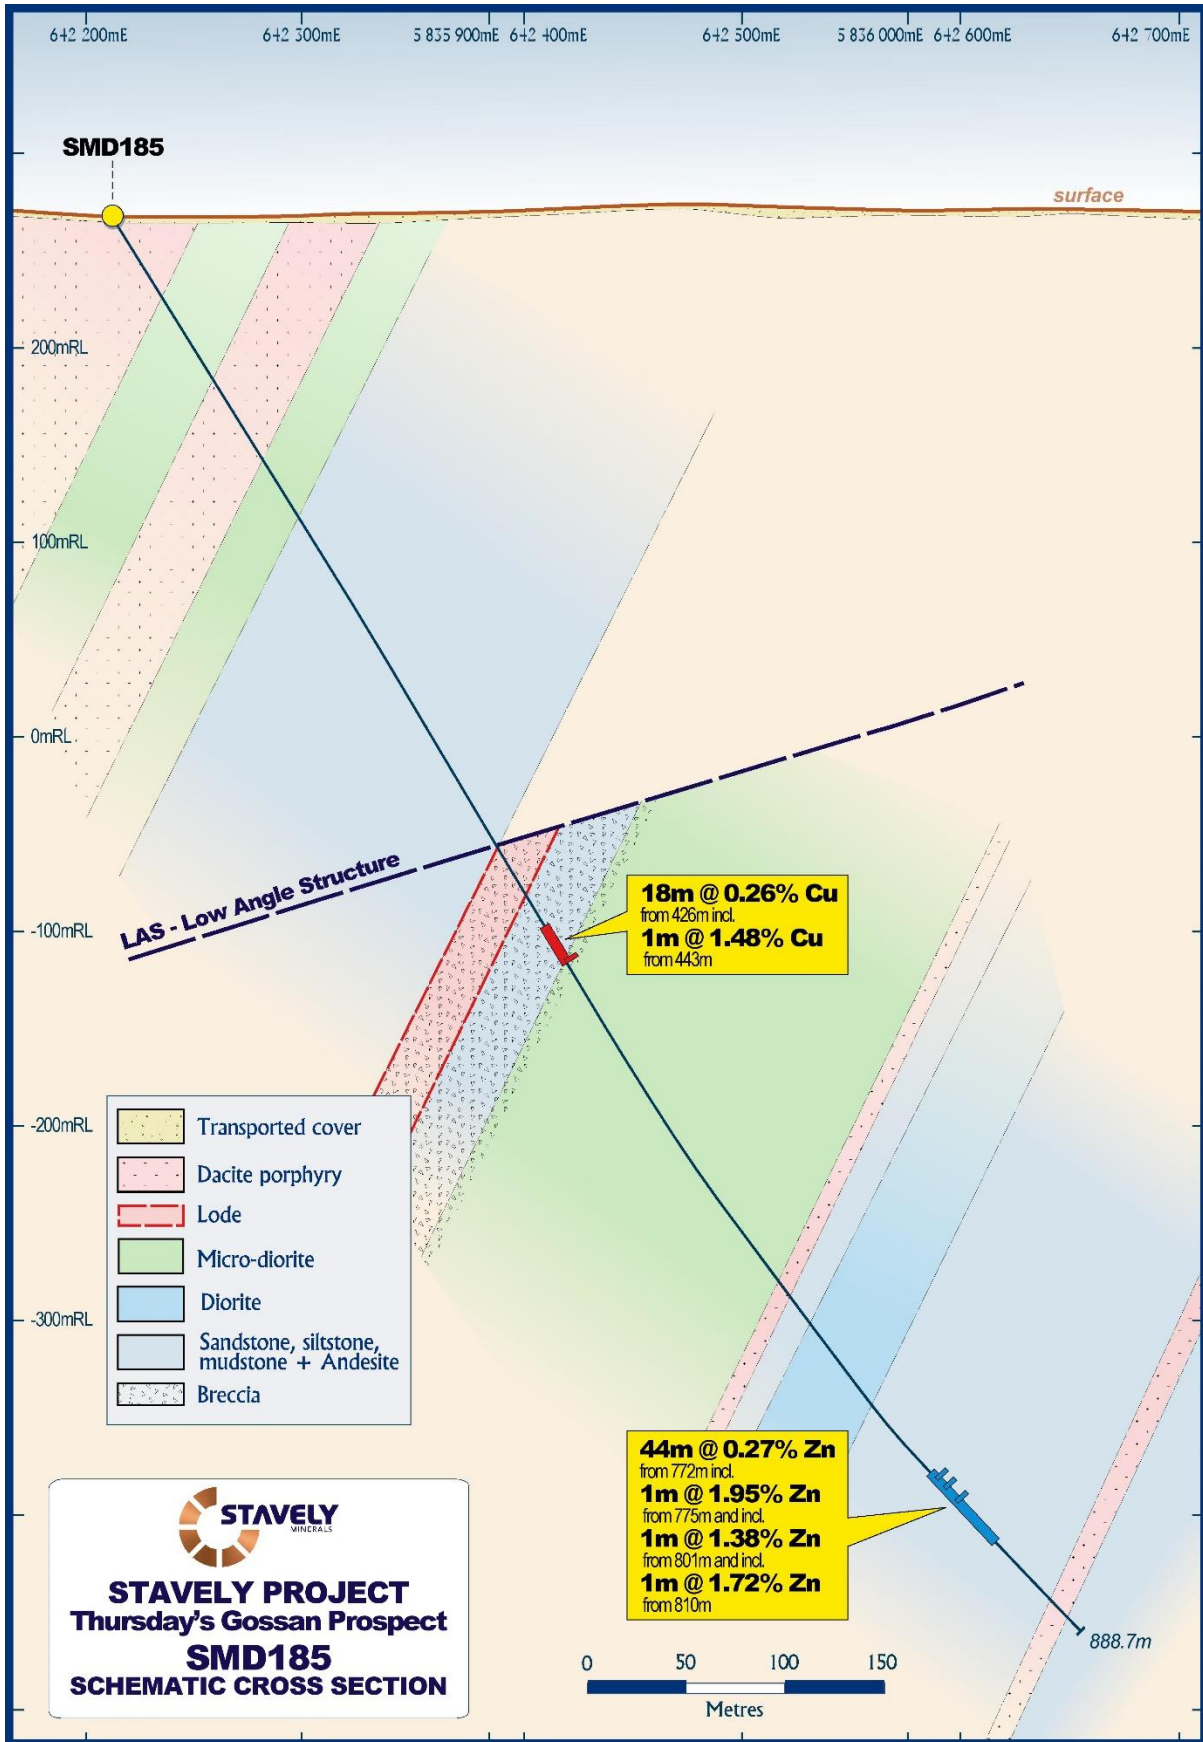 642 200mE 642 300mE 5 835 900mE 642 400mE 642 500mE 5 836 000mE 642 600mE 642 700mE
SMD185
surface
200mRL
100mRL
0mRL
LAS - Low Angle Structure
-100mRL
18m @ 0.26% Cu
from 426m incl.
1m @ 1.48% Cu
from 443m
-200mRL
Transported cover
Dacite porphyry
Lode
Micro-diorite
Diorite
Sandstone, siltstone,
mudstone + Andesite
Breccia
-300mRL
44m @ 0.27% Zn
from 772m incl.
1m @ 1.95% Zn
from 775m and incl.
1m @ 1.38% Zn
from 801m and incl.
1m @ 1.72% Zn
from 810m
888.7m
STAVELY
MINERALS
STAVELY PROJECT
Thursday's Gossan Prospect
SMD185
SCHEMATIC CROSS SECTION
0 50 100 150
Metres